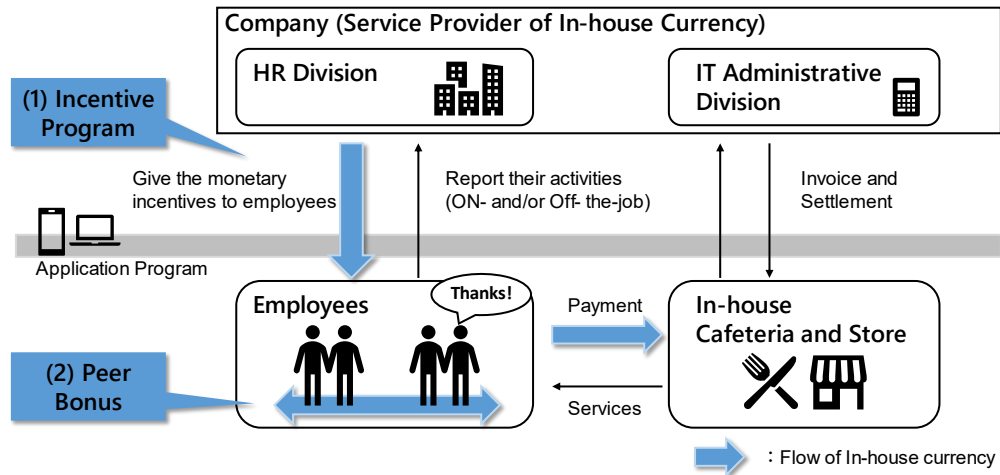 Company (Service Provider of In-house Currency)
HR Division
IT Administrative
Division
(1) Incentive
Program
Give the monetary
incentives to employees
Report their activities
(ON- and/or Off- the-job)
Invoice and
Settlement
Application Program
Employees
Thanks!
Payment
In-house
Cafeteria and Store
(2) Peer
Bonus
Services
：Flow of In-house currency